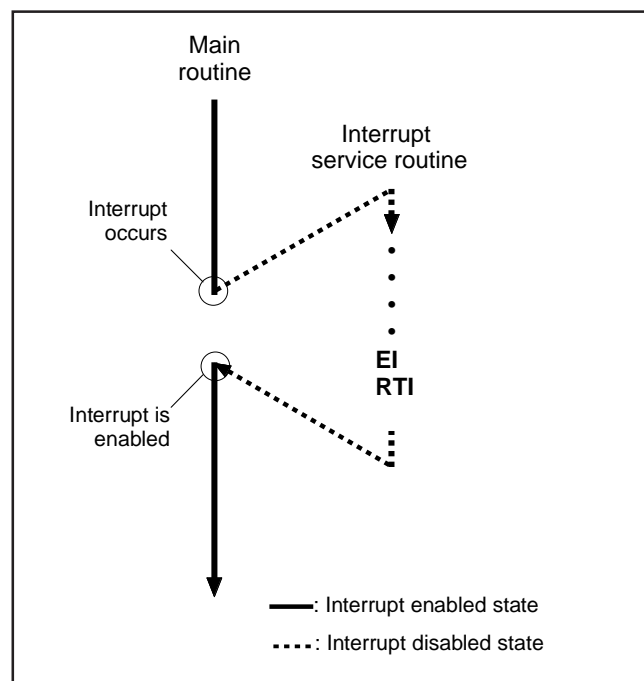 Main
routine
Interrupt
service routine
Interrupt
occurs
EI
RTI
Interrupt is
enabled
: Interrupt enabled state
: Interrupt disabled state